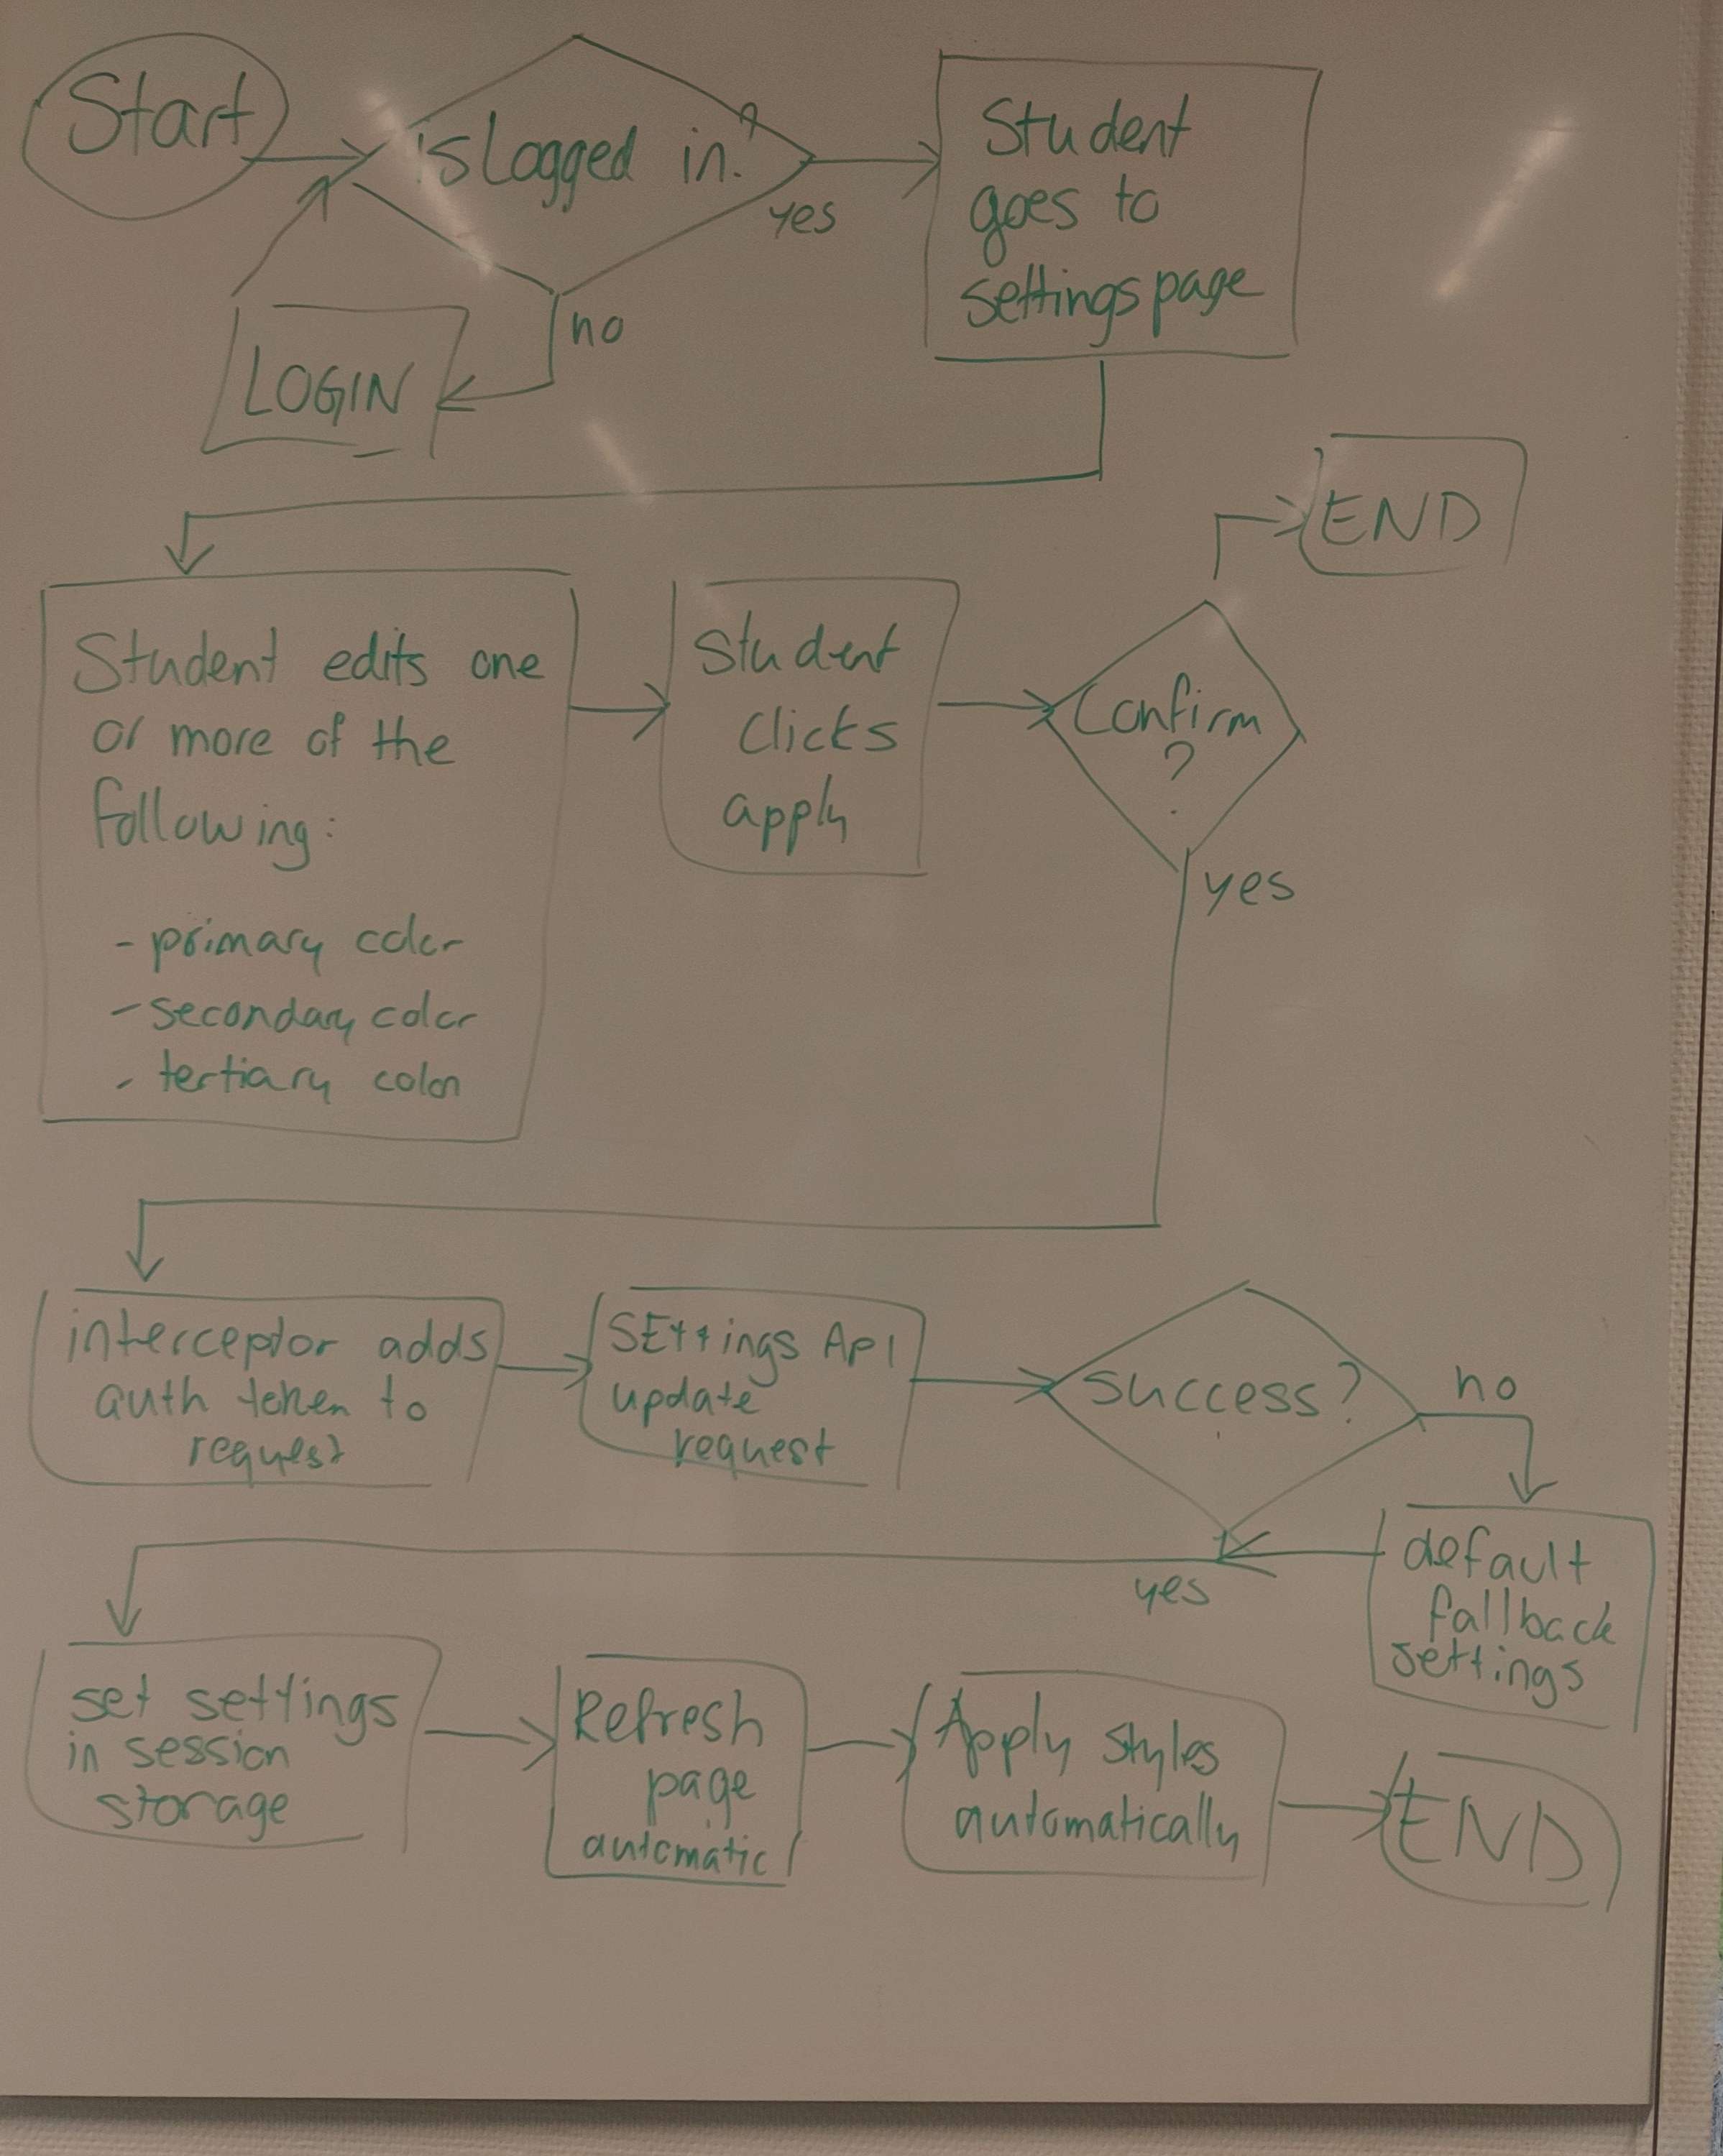 Start
is Logged in?
yes
Student
goes to
settings page
no
LOGIN
END
Student edits one
or more of the
following:
- primary color
- secondary color
- tertiary color
Student
clicks
apply
Confirm
?
yes
interceptor adds
auth token to
request
SEttings API
update
request
success?
no
yes
default
fallback
settings
set settings
in session
storage
Refresh
page
automatic
Apply styles
automatically
END